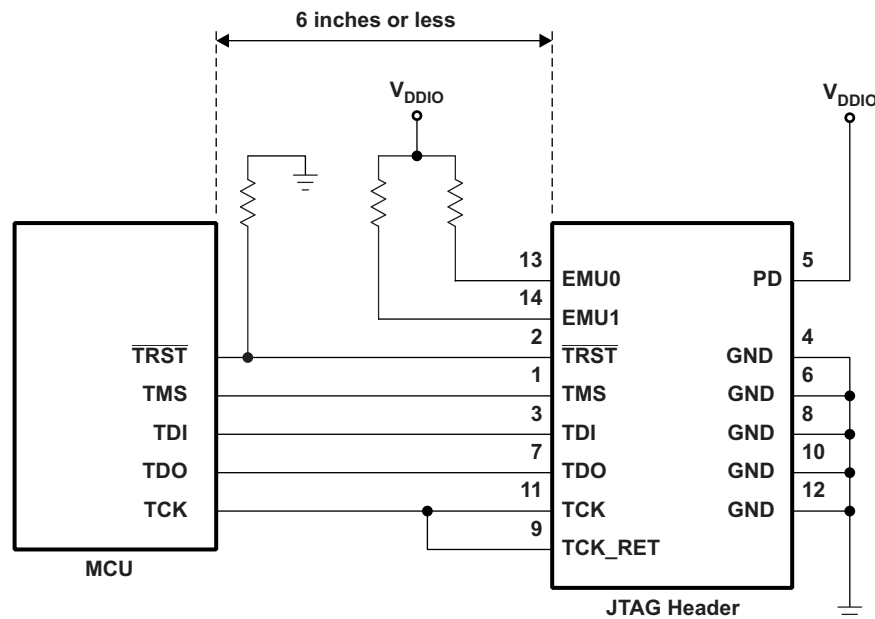 6 inches or less
VDDIO
VDDIO
13
EMU0
5
PD
14
EMU1
2
TRST
TRST
4
GND
1
TMS
TMS
6
GND
3
TDI
TDI
8
GND
7
TDO
TDO
10
GND
11
TCK
TCK
12
GND
9
TCK_RET
MCU
JTAG Header